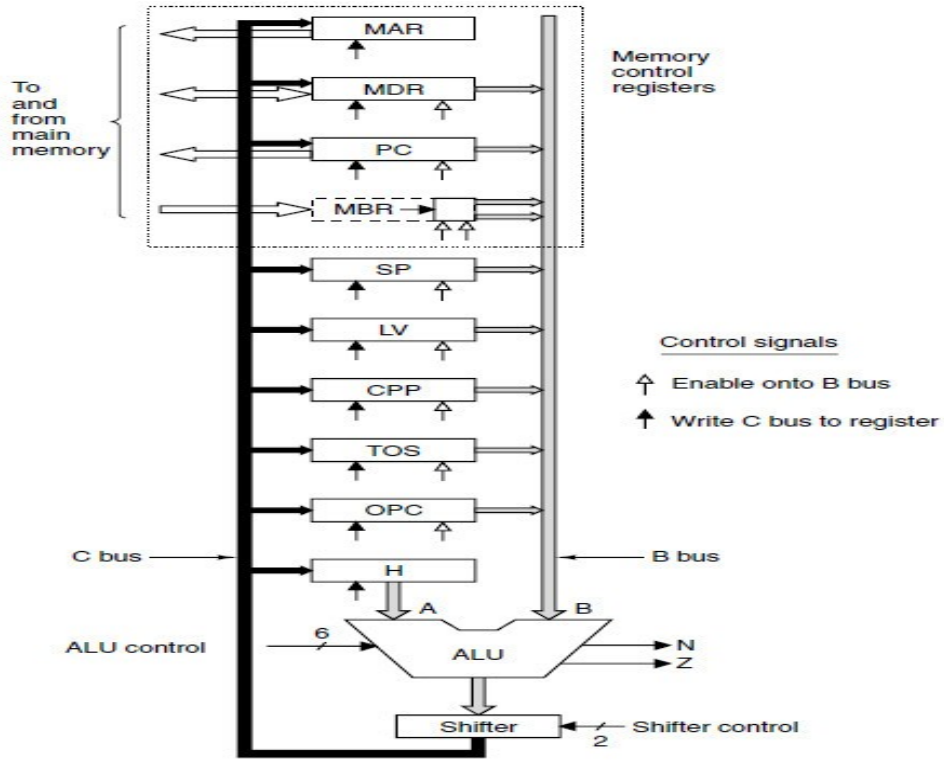 MAR
To
and
from
main
memory
Memory
control
registers
MDR
PC
MBR
SP
LV
Control signals
Enable onto B bus
Write C bus to register
CPP
TOS
OPC
C bus
B bus
H
A
B
ALU control
6
ALU
N
Z
Shifter
Shifter control
2